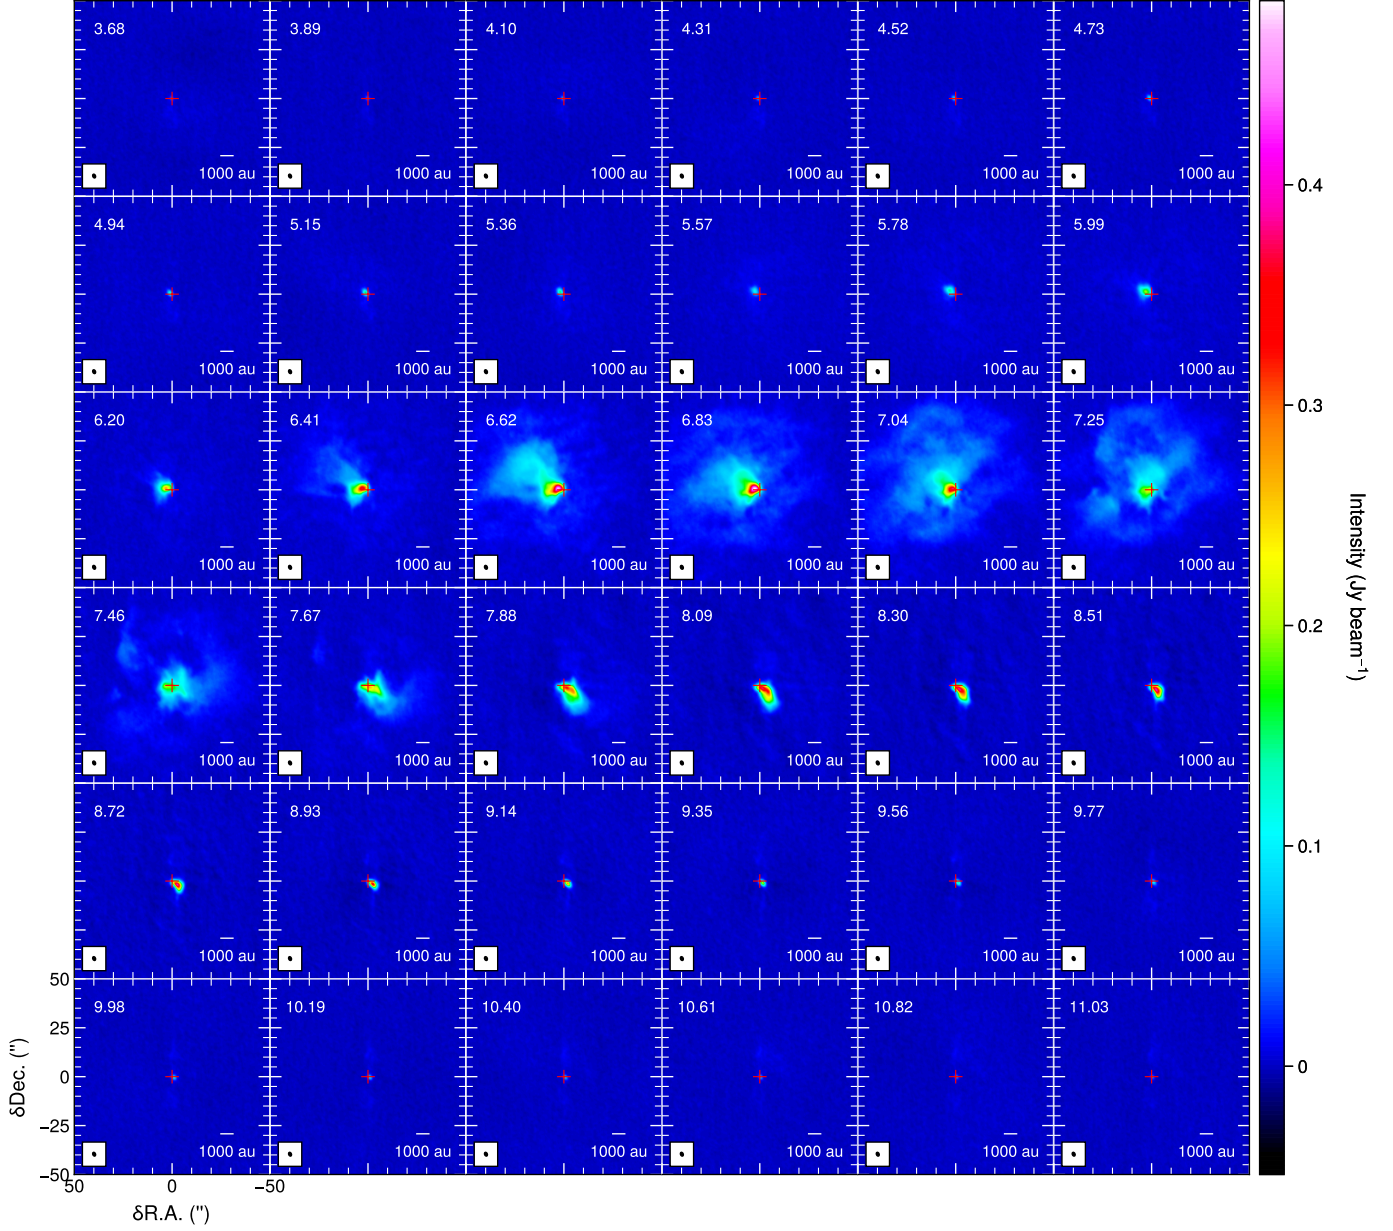 3.68 3.89 4.10 4.31 4.52 4.73
1000 au 1000 au 1000 au 1000 au 1000 au 1000 au
0.4
4.94 5.15 5.36 5.57 5.78 5.99
1000 au 1000 au 1000 au 1000 au 1000 au 1000 au
0.3
6.20 6.41 6.62 6.83 7.04 7.25
1000 au 1000 au 1000 au 1000 au 1000 au 1000 au
Intensity (Jy beam−1)
7.46 7.67 7.88 8.09 8.30 8.51
0.2
1000 au 1000 au 1000 au 1000 au 1000 au 1000 au
8.72 8.93 9.14 9.35 9.56 9.77
0.1
1000 au 1000 au 1000 au 1000 au 1000 au 1000 au
50
9.98 10.19 10.40 10.61 10.82 11.03
25
0
0
−25
1000 au 1000 au 1000 au 1000 au 1000 au 1000 au
−50
δDec. (")
50 0 −50
δR.A. (")